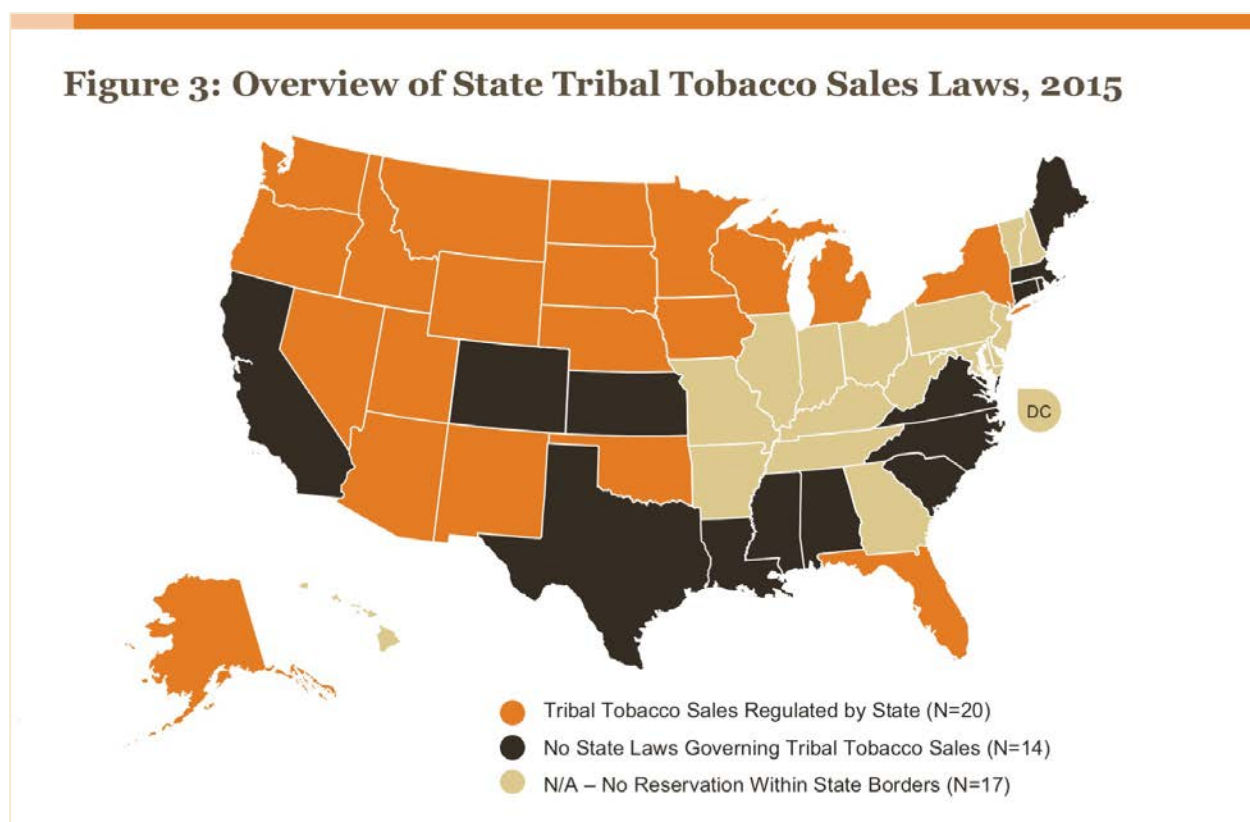 Figure 3: Overview of State Tribal Tobacco Sales Laws, 2015
DC
Tribal Tobacco Sales Regulated by State (N=20)
No State Laws Governing Tribal Tobacco Sales (N=14)
N/A – No Reservation Within State Borders (N=17)